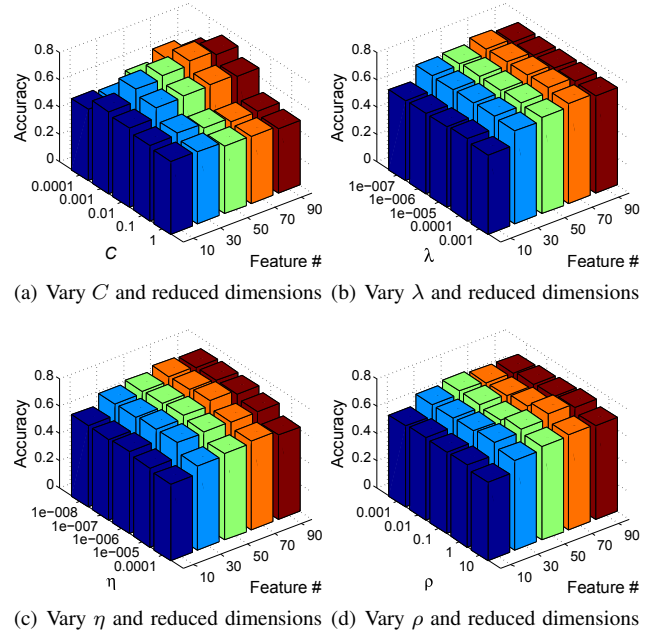 0.8
0.6
0.4
0.2
0
Accuracy
0.0001
0.001
0.01
0.1
1
C
10
30
50
70
90
Feature #
0.8
0.6
0.4
0.2
0
Accuracy
1e−007
1e−006
1e−005
0.0001
0.001
λ
10
30
50
70
90
Feature #
(a) Vary C and reduced dimensions (b) Vary λ and reduced dimensions
0.8
0.6
0.4
0.2
0
Accuracy
1e−008
1e−007
1e−006
1e−005
0.0001
η
10
30
50
70
90
Feature #
0.8
0.6
0.4
0.2
0
Accuracy
0.001
0.01
0.1
1
10
ρ
10
30
50
70
90
Feature #
(c) Vary η and reduced dimensions (d) Vary ρ and reduced dimensions